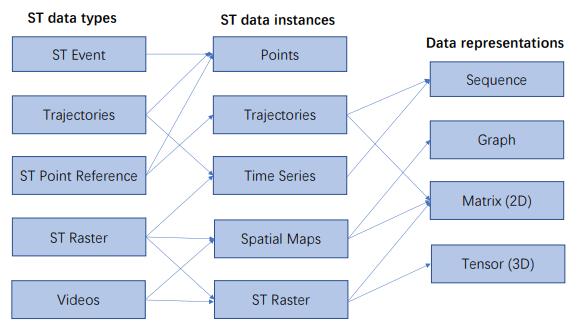 ST data types
ST Event
Trajectories
ST Point Reference
ST Raster
Videos
ST data instances
Points
Trajectories
Time Series
Spatial Maps
ST Raster
Data representations
Sequence
Graph
Matrix (2D)
Tensor (3D)